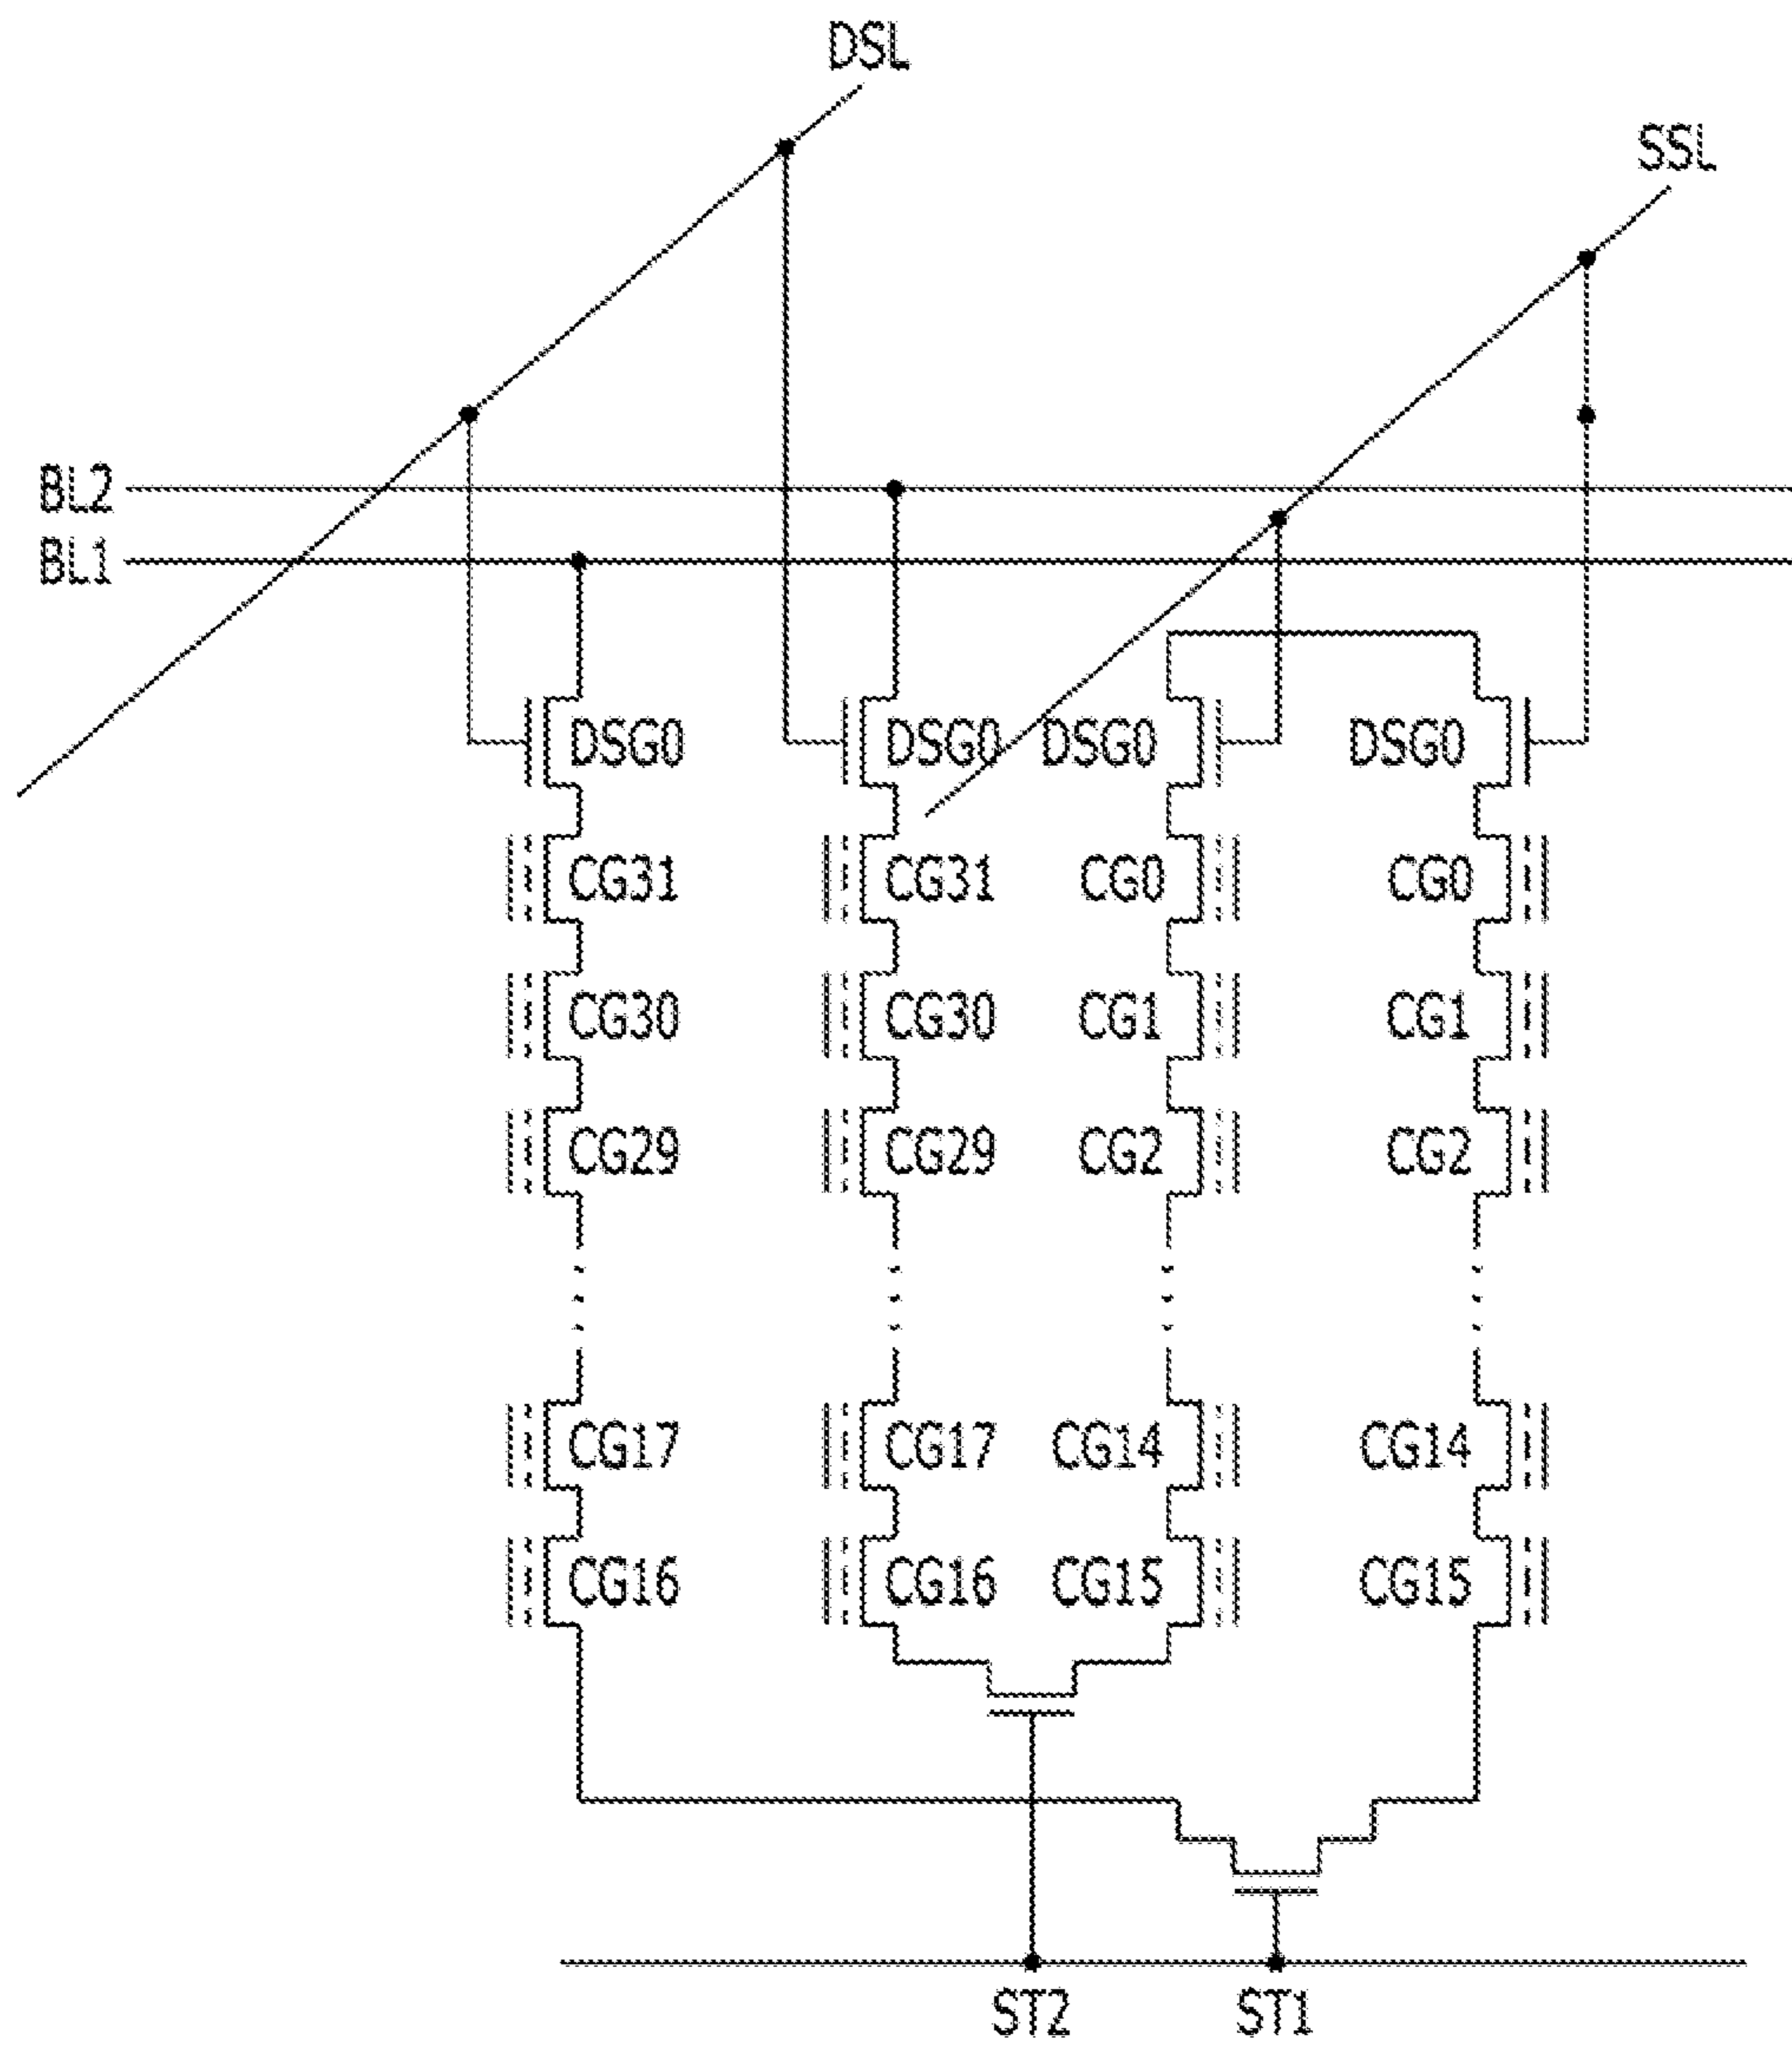 DSL
SSL
BL2
BL1
DSG0 DSG0 DSG0 DSG0
CG31 CG31 CG0 CG0
CG30 CG30 CG1 CG1
CG29 CG29 CG2 CG2
CG17 CG17 CG14 CG14
CG16 CG16 CG15 CG15
ST2 ST1